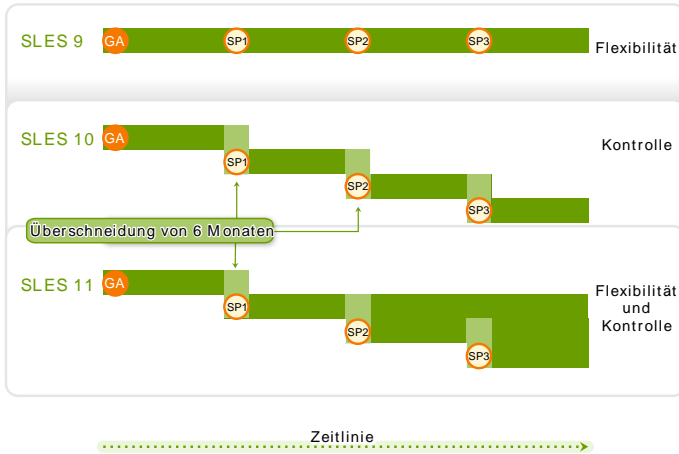 SLES 9
GA
SP1
SP2
SP3
Flexibilität
SLES 10
GA
SP1
SP2
SP3
Kontrolle
Überschneidung von 6 Monaten
SLES 11
GA
SP1
SP2
SP3
Flexibilität
und
Kontrolle
Zeitlinie